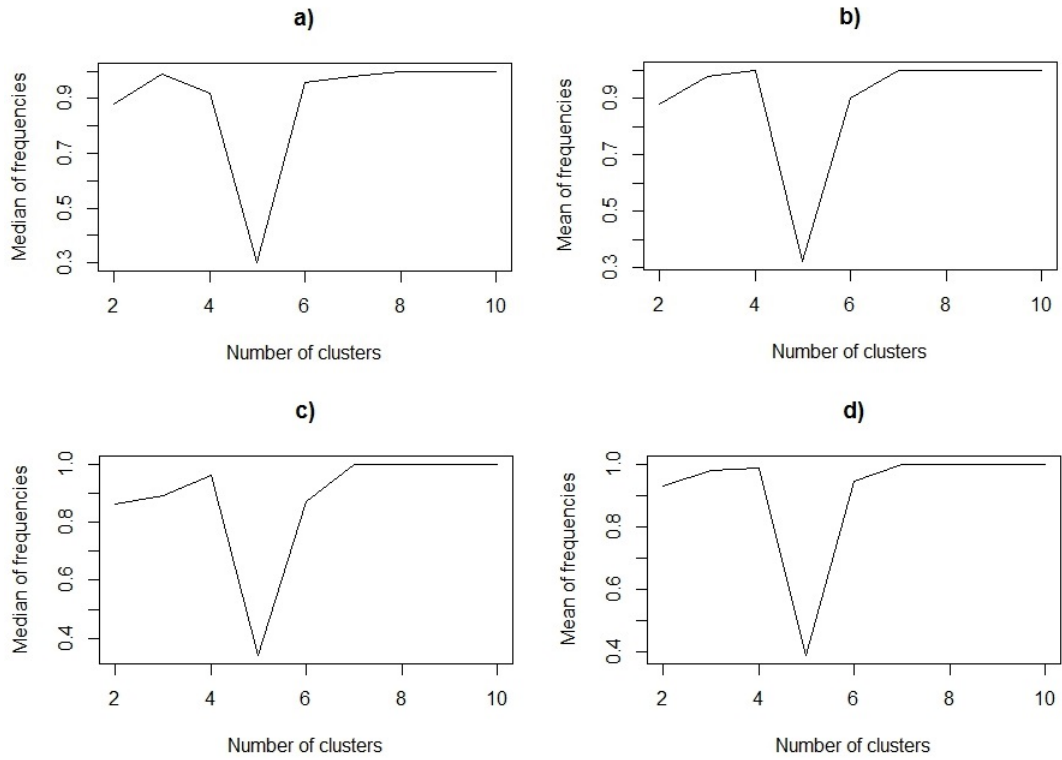 a)
Median of frequencies
0.3 0.5 0.7 0.9
2 4 6 8 10
Number of clusters
b)
Mean of frequencies
0.3 0.5 0.7 0.9
2 4 6 8 10
Number of clusters
c)
Median of frequencies
0.4 0.6 0.8 1.0
2 4 6 8 10
Number of clusters
d)
Mean of frequencies
0.4 0.6 0.8 1.0
2 4 6 8 10
Number of clusters